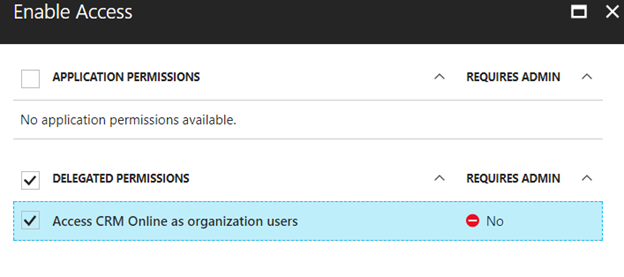 Enable Access
APPLICATION PERMISSIONS REQUIRES ADMIN
No application permissions available.
DELEGATED PERMISSIONS REQUIRES ADMIN
Access CRM Online as organization users No